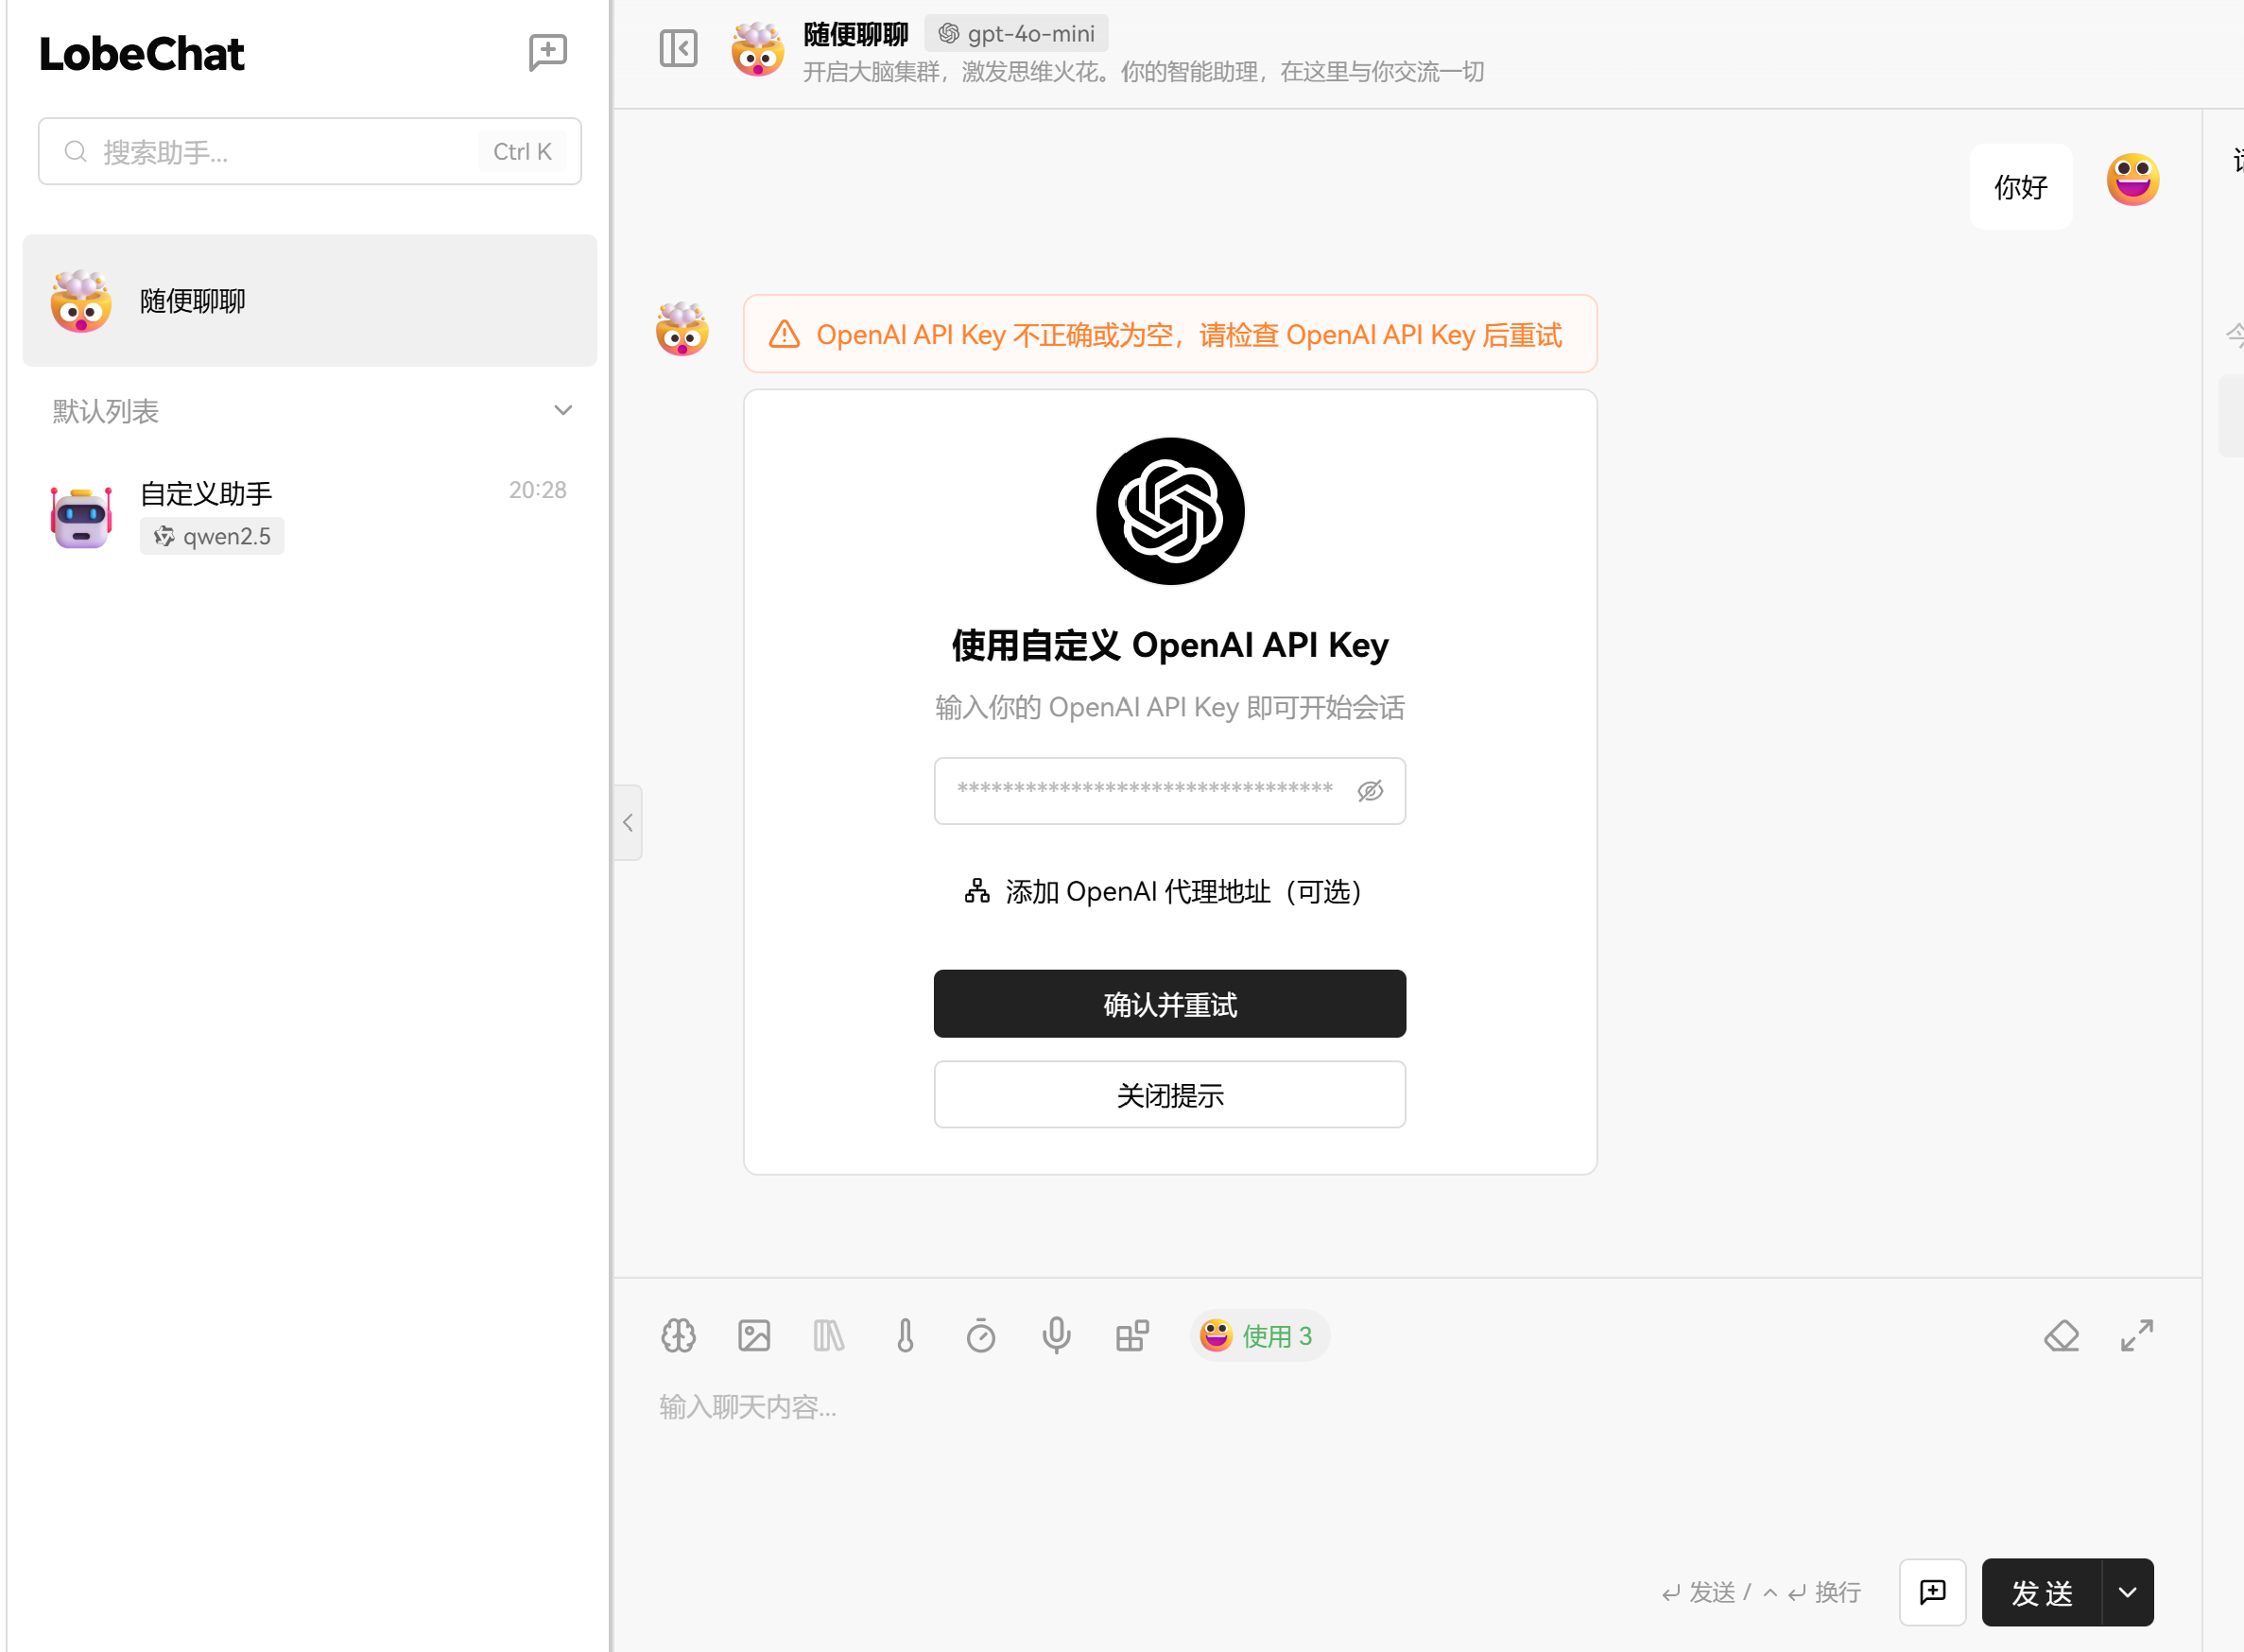 LobeChat
搜索助手...
Ctrl K
随便聊聊
默认列表
自定义助手
20:28
qwen2.5
随便聊聊
gpt-4o-mini
开启大脑集群，激发思维火花。你的智能助理，在这里与你交流一切
你好
OpenAI API Key 不正确或为空，请检查 OpenAI API Key 后重试
使用自定义 OpenAI API Key
输入你的 OpenAI API Key 即可开始会话
*********************************
添加 OpenAI 代理地址（可选）
确认并重试
关闭提示
使用 3
输入聊天内容...
发送 / 换行
发 送